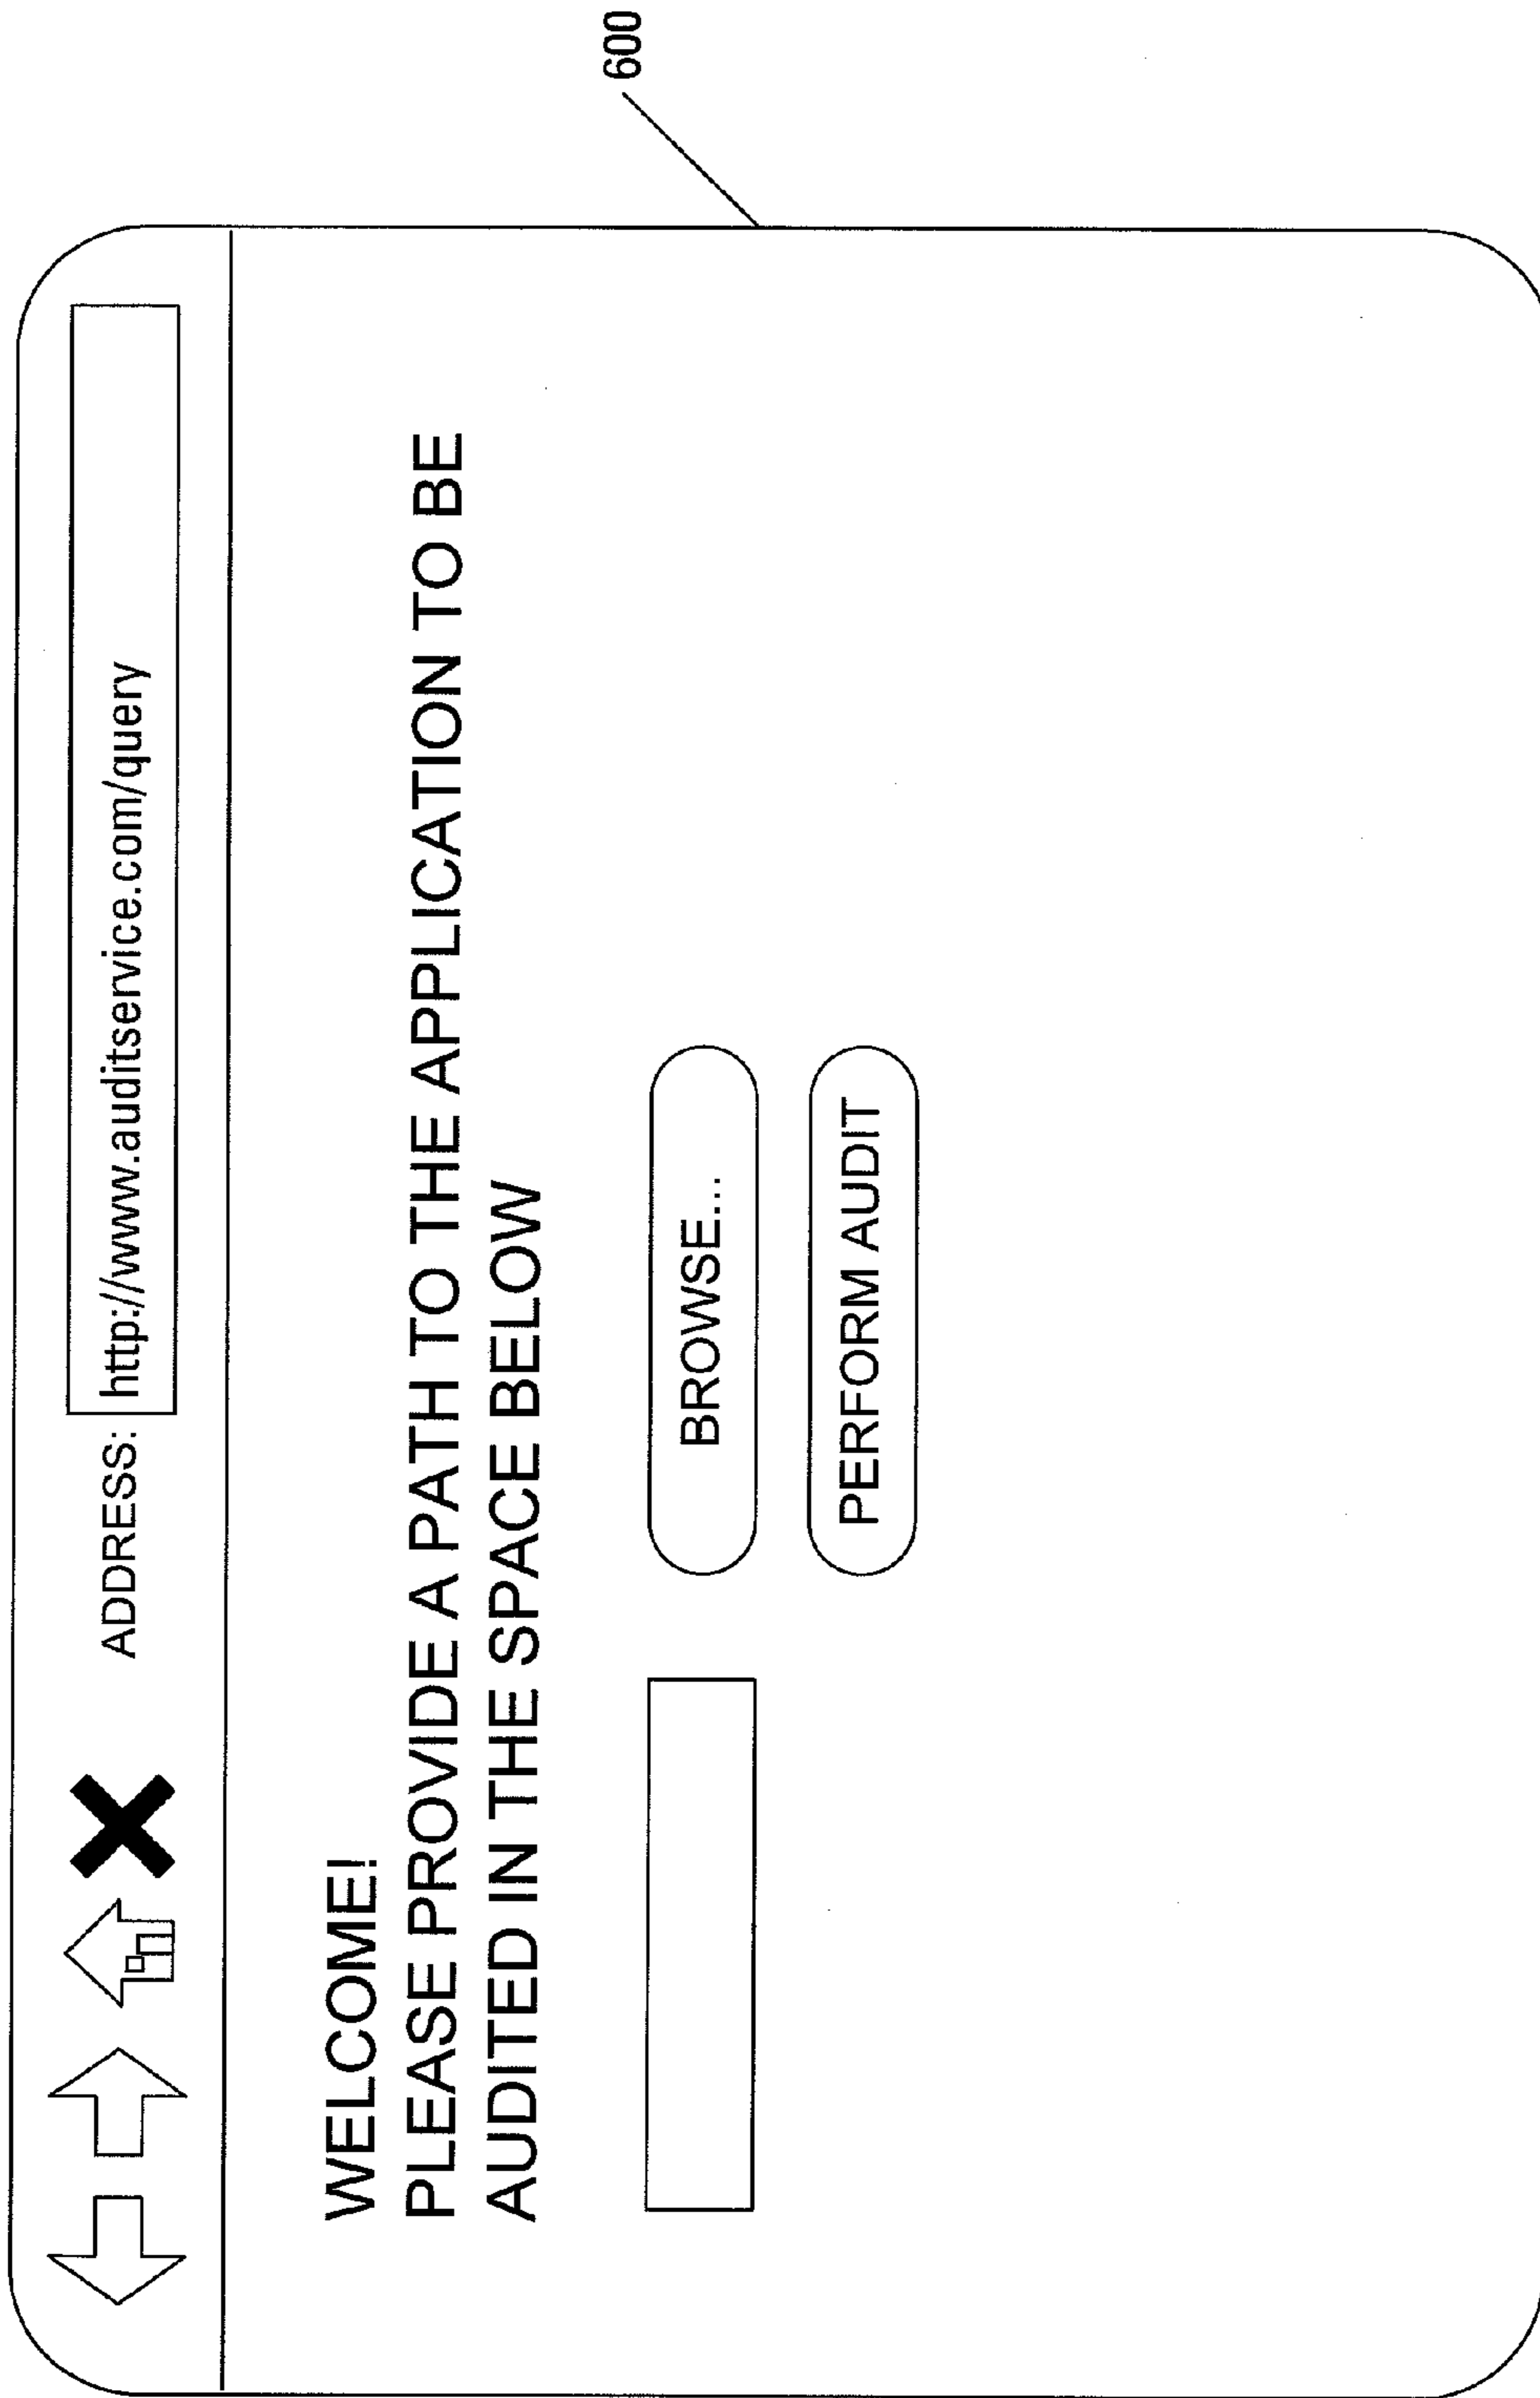 600
ADDRESS: http://www.auditservice.com/query
WELCOME!
PLEASE PROVIDE A PATH TO THE APPLICATION TO BE
AUDITED IN THE SPACE BELOW
BROWSE...
PERFORM AUDIT